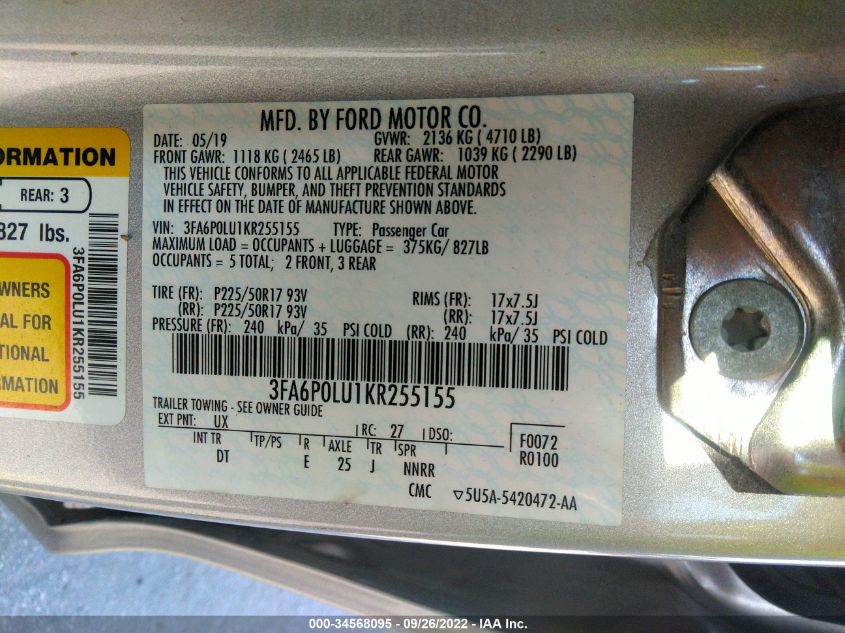 MFD. BY FORD MOTOR CO.
DATE: 05/19 GVWR: 2136 KG ( 4710 LB)
FRONT GAWR: 1118 KG ( 2465 LB) REAR GAWR: 1039 KG ( 2290 LB)
THIS VEHICLE CONFORMS TO ALL APPLICABLE FEDERAL MOTOR
VEHICLE SAFETY, BUMPER, AND THEFT PREVENTION STANDARDS
IN EFFECT ON THE DATE OF MANUFACTURE SHOWN ABOVE.
VIN: 3FA6P0LU1KR255155 TYPE: Passenger Car
MAXIMUM LOAD = OCCUPANTS + LUGGAGE = 375KG/ 827LB
OCCUPANTS = 5 TOTAL; 2 FRONT, 3 REAR
TIRE (FR): P225/50R17 93V RIMS (FR): 17x7.5J
(RR): P225/50R17 93V (RR): 17x7.5J
PRESSURE (FR): 240 kPa/ 35 PSI COLD (RR): 240 kPa/ 35 PSI COLD
3FA6P0LU1KR255155
TRAILER TOWING - SEE OWNER GUIDE
EXT PNT: UX RC: 27 DSO: F0072
INT TR TP/PS R AXLE TR SPR R0100
DT E 25 J NNRR
CMC ▽5U5A-5420472-AA
ORMATION
REAR: 3
827 lbs.
WNERS
AL FOR
TIONAL
RMATION
3FA6P0LU1KR255155
000-34568095 - 09/26/2022 - IAA Inc.